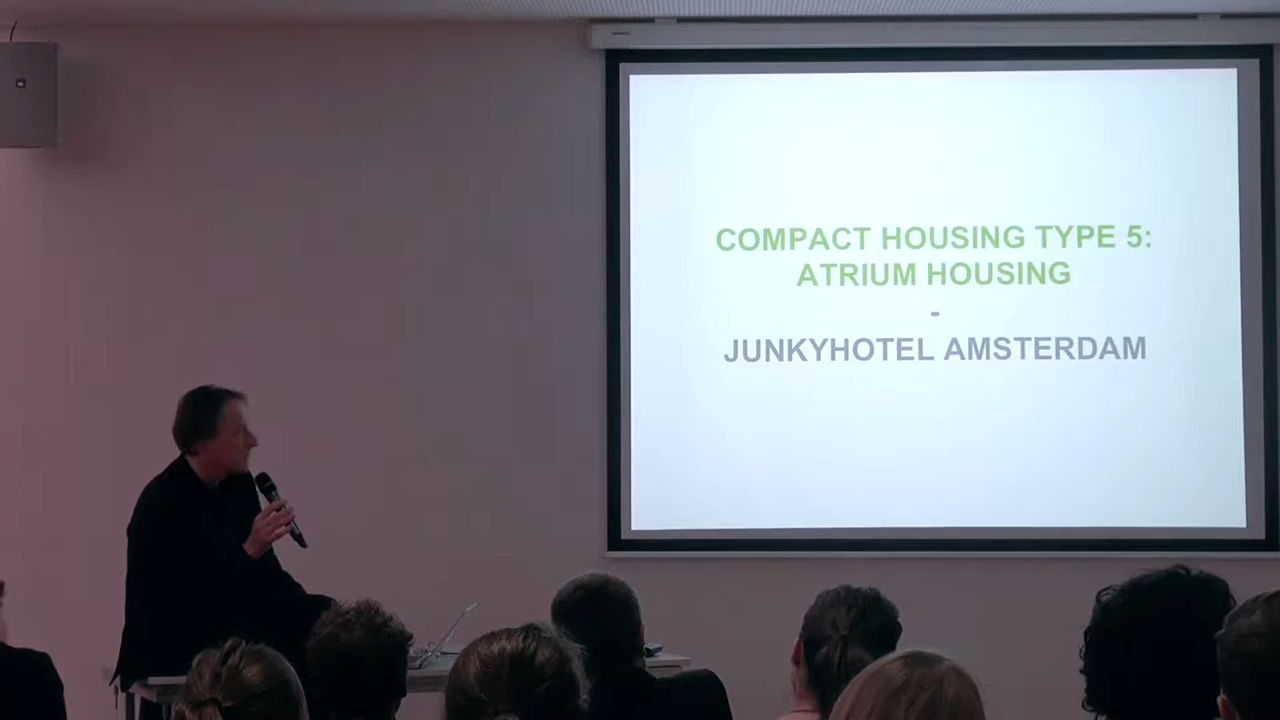 COMPACT HOUSING TYPE 5:
ATRIUM HOUSING
-
JUNKYHOTEL AMSTERDAM